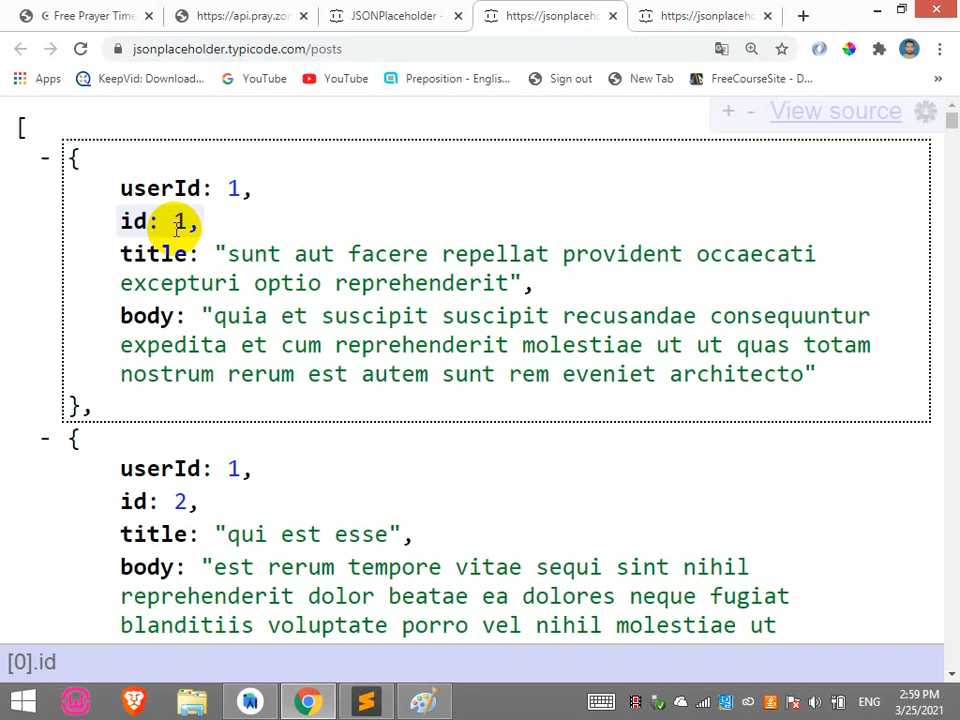 Free Prayer Time
https://api.pray.zor
JSONPlaceholder -
https://jsonplaceho
https://jsonplaceho
jsonplaceholder.typicode.com/posts
Apps
KeepVid: Download...
YouTube
YouTube
Preposition - Englis...
Sign out
New Tab
FreeCourseSite - D...
»
+ - View source
[
- {
userId: 1,
id: 1,
title: "sunt aut facere repellat provident occaecati
excepturi optio reprehenderit",
body: "quia et suscipit suscipit recusandae consequuntur
expedita et cum reprehenderit molestiae ut ut quas totam
nostrum rerum est autem sunt rem eveniet architecto"
},
- {
userId: 1,
id: 2,
title: "qui est esse",
body: "est rerum tempore vitae sequi sint nihil
reprehenderit dolor beatae ea dolores neque fugiat
blanditiis voluptate porro vel nihil molestiae ut
[0].id
ENG
2:59 PM
3/25/2021